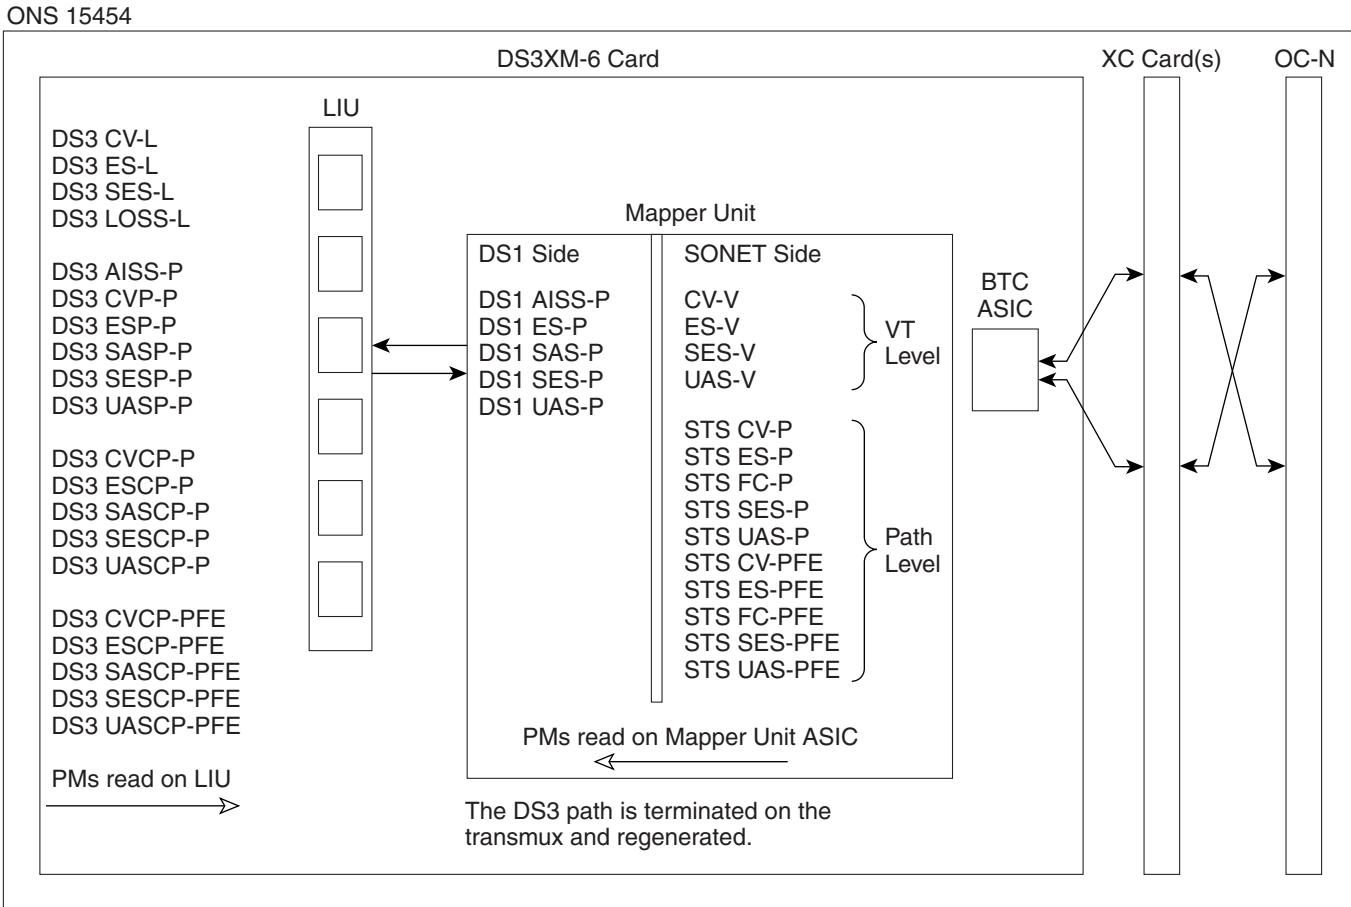 ONS 15454
DS3XM-6 Card
XC Card(s)
OC-N
LIU
DS3 CV-L
DS3 ES-L
DS3 SES-L
DS3 LOSS-L
DS3 AISS-P
DS3 CVP-P
DS3 ESP-P
DS3 SASP-P
DS3 SESP-P
DS3 UASP-P
DS3 CVCP-P
DS3 ESCP-P
DS3 SASCP-P
DS3 SESCP-P
DS3 UASCP-P
DS3 CVCP-PFE
DS3 ESCP-PFE
DS3 SASCP-PFE
DS3 SESCP-PFE
DS3 UASCP-PFE
PMs read on LIU
Mapper Unit
DS1 Side
DS1 AISS-P
DS1 ES-P
DS1 SAS-P
DS1 SES-P
DS1 UAS-P
SONET Side
CV-V
ES-V
SES-V
UAS-V
VT
Level
STS CV-P
STS ES-P
STS FC-P
STS SES-P
STS UAS-P
STS CV-PFE
STS ES-PFE
STS FC-PFE
STS SES-PFE
STS UAS-PFE
Path
Level
PMs read on Mapper Unit ASIC
The DS3 path is terminated on the
transmux and regenerated.
BTC
ASIC